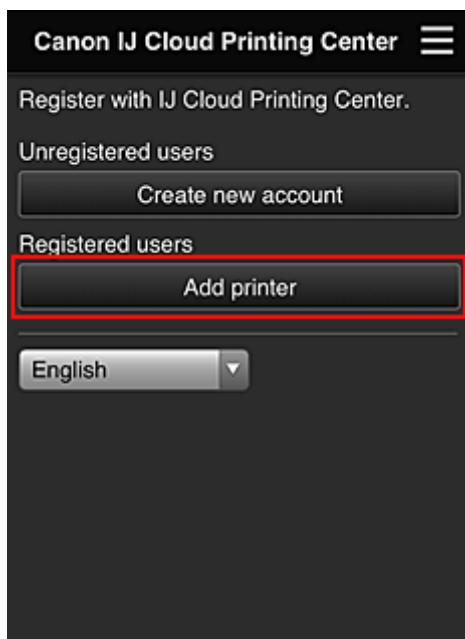 Canon IJ Cloud Printing Center
Register with IJ Cloud Printing Center.
Unregistered users
Create new account
Registered users
Add printer
English